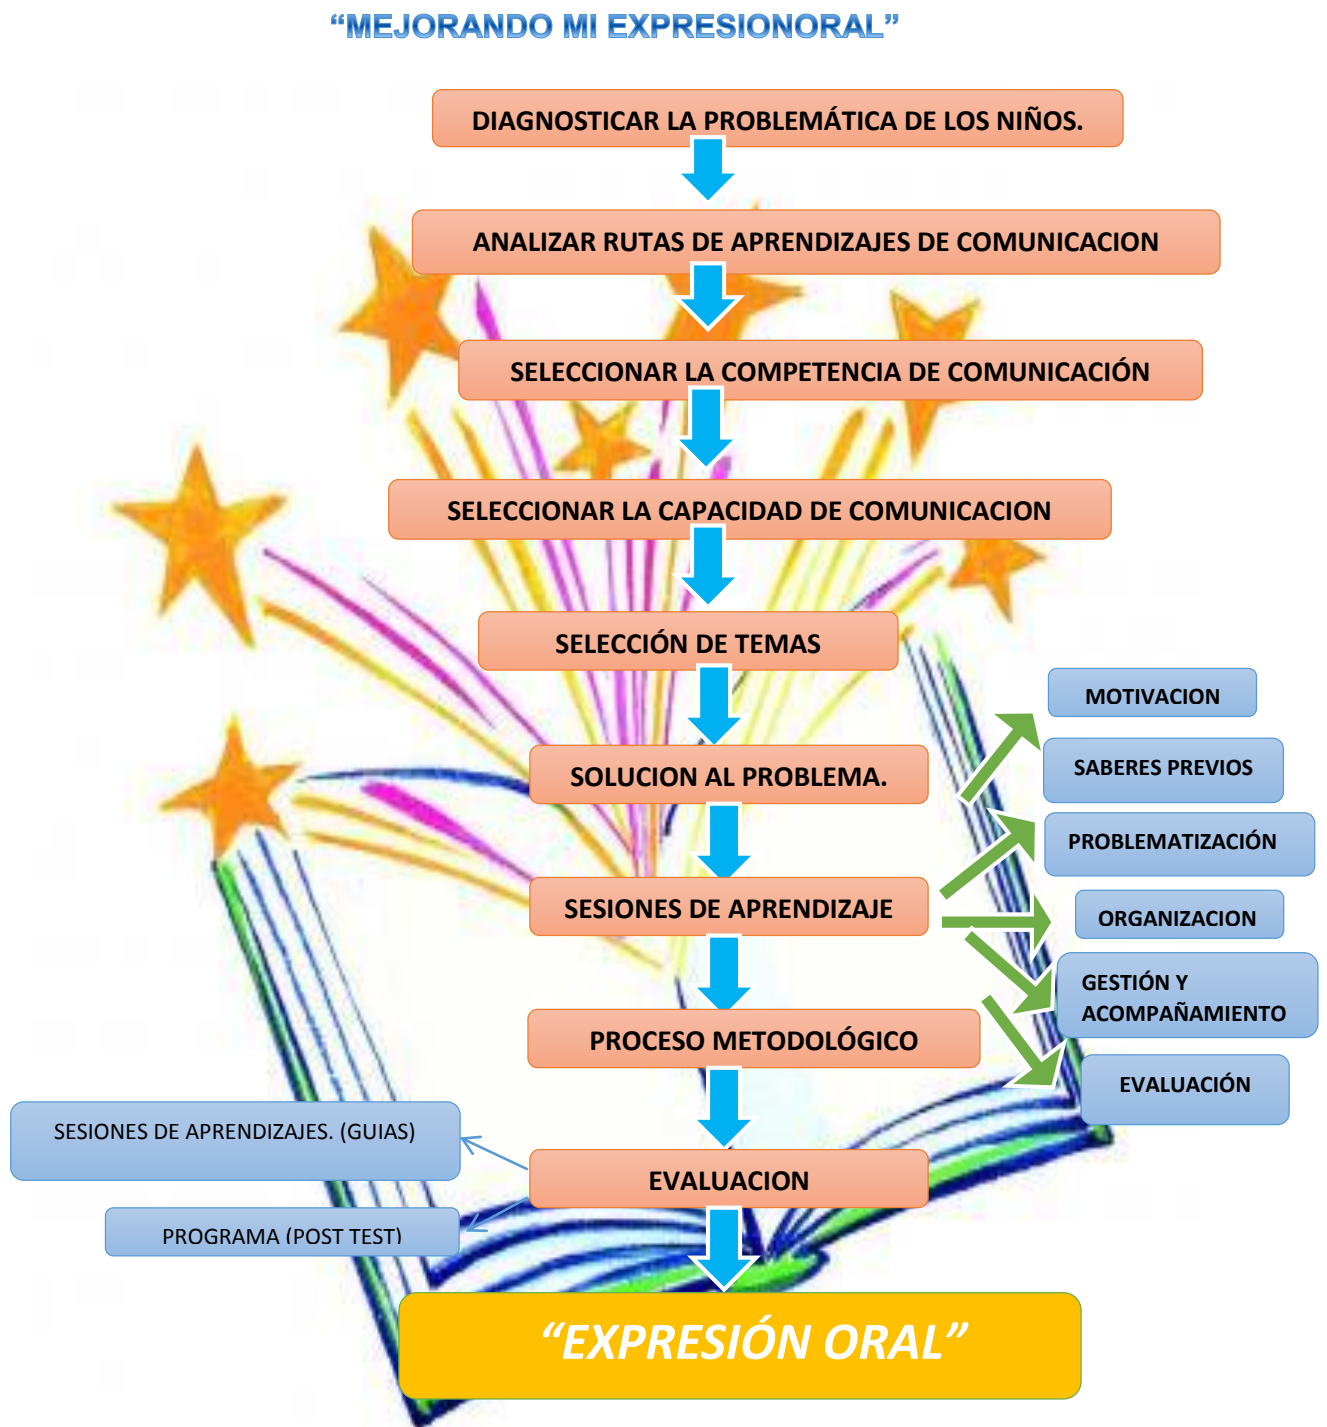 “MEJORANDO MI EXPRESIONORAL”
DIAGNOSTICAR LA PROBLEMÁTICA DE LOS NIÑOS.
ANALIZAR RUTAS DE APRENDIZAJES DE COMUNICACION
SELECCIONAR LA COMPETENCIA DE COMUNICACIÓN
SELECCIONAR LA CAPACIDAD DE COMUNICACION
SELECCIÓN DE TEMAS
SOLUCION AL PROBLEMA.
SESIONES DE APRENDIZAJE
MOTIVACION
SABERES PREVIOS
PROBLEMATIZACIÓN
ORGANIZACION
GESTIÓN Y
ACOMPAÑAMIENTO
EVALUACIÓN
PROCESO METODOLÓGICO
EVALUACION
SESIONES DE APRENDIZAJES. (GUIAS)
PROGRAMA (POST TEST)
“EXPRESIÓN ORAL”